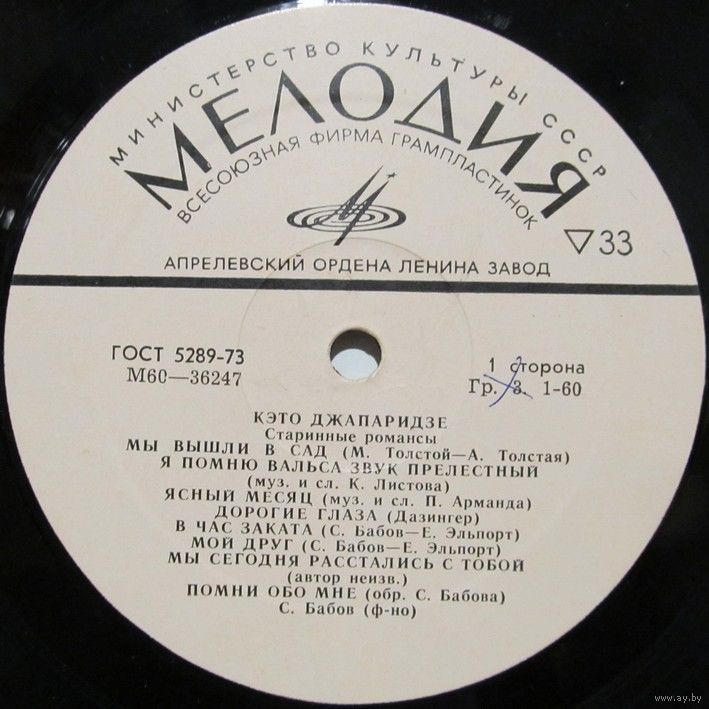 МИНИСТЕРСТВО КУЛЬТУРЫ СССР
МЕЛОДИЯ
ВСЕСОЮЗНАЯ ФИРМА ГРАМПЛАСТИНОК
▽33
АПРЕЛЕВСКИЙ ОРДЕНА ЛЕНИНА ЗАВОД
ГОСТ 5289-73
М60—36247
1 сторона
Гр. 3. 1-60
КЭТО ДЖАПАРИДЗЕ
Старинные романсы
МЫ ВЫШЛИ В САД (М. Толстой—А. Толстая)
Я ПОМНЮ ВАЛЬСА ЗВУК ПРЕЛЕСТНЫЙ
(муз. и сл. К. Листова)
ЯСНЫЙ МЕСЯЦ (муз. и сл. П. Арманда)
ДОРОГИЕ ГЛАЗА (Дазингер)
В ЧАС ЗАКАТА (С. Бабов—Е. Эльпорт)
МОЙ ДРУГ (С. Бабов—Е. Эльпорт)
МЫ СЕГОДНЯ РАССТАЛИСЬ С ТОБОЙ
(автор неизв.)
ПОМНИ ОБО МНЕ (обр. С. Бабова)
С. Бабов (ф-но)
www.ay.by